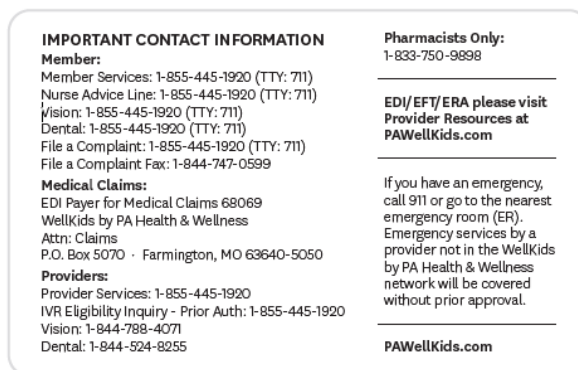 IMPORTANT CONTACT INFORMATION
Member:
Member Services: 1-855-445-1920 (TTY: 711)
Nurse Advice Line: 1-855-445-1920 (TTY: 711)
Vision: 1-855-445-1920 (TTY: 711)
Dental: 1-855-445-1920 (TTY: 711)
File a Complaint: 1-855-445-1920 (TTY: 711)
File a Complaint Fax: 1-844-747-0599
Medical Claims:
EDI Payer for Medical Claims 68069
WellKids by PA Health & Wellness
Attn: Claims
P.O. Box 5070 · Farmington, MO 63640-5050
Providers:
Provider Services: 1-855-445-1920
IVR Eligibility Inquiry - Prior Auth: 1-855-445-1920
Vision: 1-844-788-4071
Dental: 1-844-524-8255
Pharmacists Only:
1-833-750-9898
EDI/EFT/ERA please visit
Provider Resources at
PAWellKids.com
If you have an emergency,
call 911 or go to the nearest
emergency room (ER).
Emergency services by a
provider not in the WellKids
by PA Health & Wellness
network will be covered
without prior approval.
PAWellKids.com